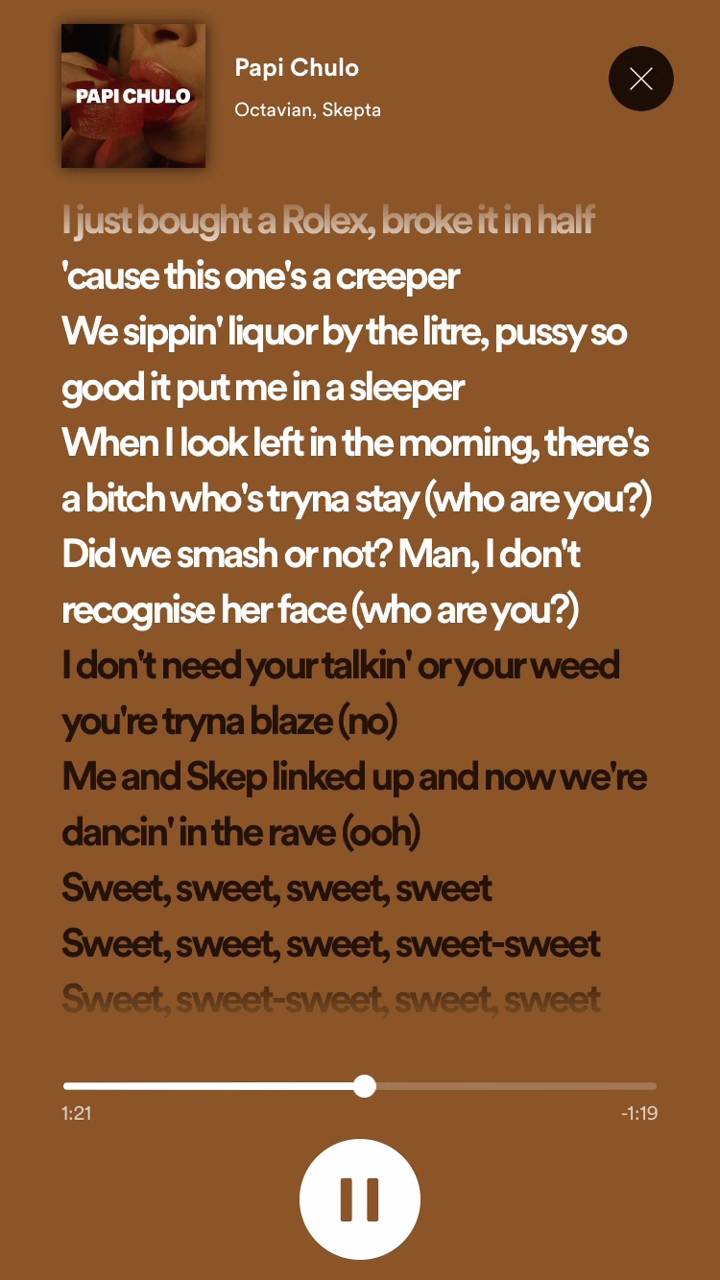 PAPI CHULO
Papi Chulo
Octavian, Skepta
I just bought a Rolex, broke it in half
'cause this one's a creeper
We sippin' liquor by the litre, pussy so
good it put me in a sleeper
When I look left in the morning, there's
a bitch who's tryna stay (who are you?)
Did we smash or not? Man, I don't
recognise her face (who are you?)
I don't need your talkin' or your weed
you're tryna blaze (no)
Me and Skep linked up and now we're
dancin' in the rave (ooh)
Sweet, sweet, sweet, sweet
Sweet, sweet, sweet, sweet-sweet
Sweet, sweet-sweet, sweet, sweet
1:21
-1:19